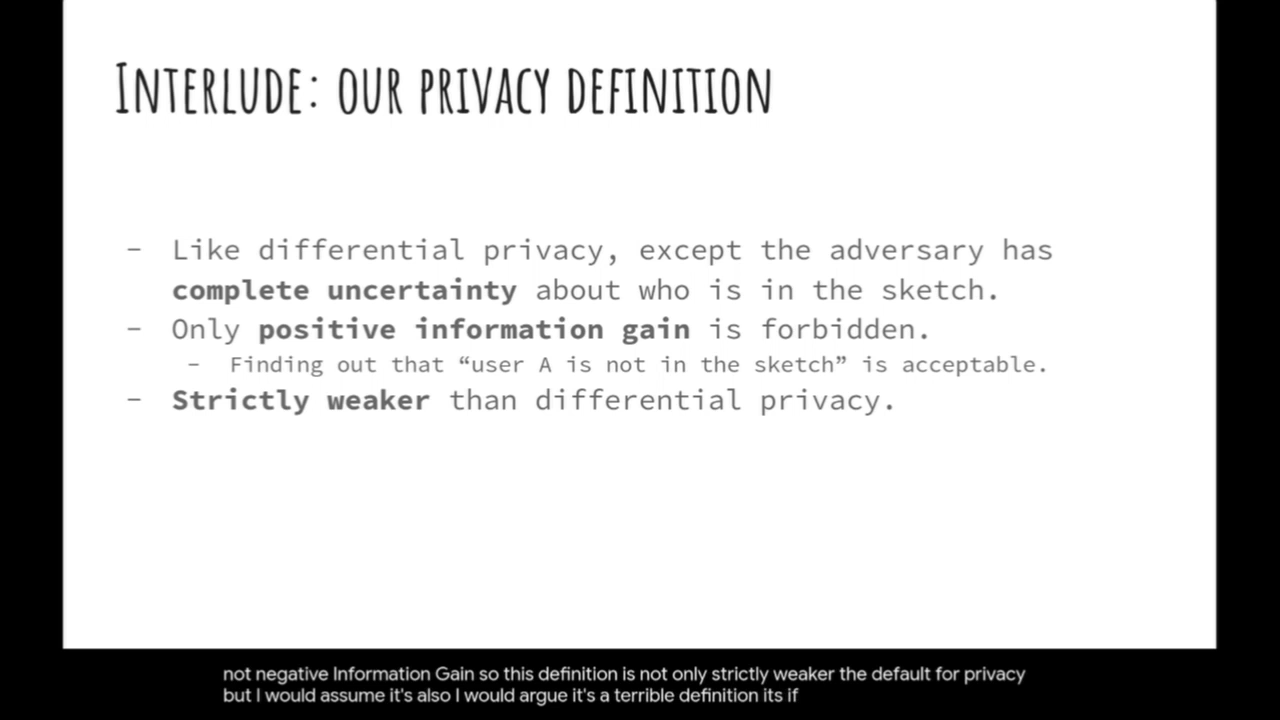 Interlude: our privacy definition
- Like differential privacy, except the adversary has
complete uncertainty about who is in the sketch.
- Only positive information gain is forbidden.
- Finding out that “user A is not in the sketch” is acceptable.
- Strictly weaker than differential privacy.
not negative Information Gain so this definition is not only strictly weaker the default for privacy
but I would assume it's also I would argue it's a terrible definition its if